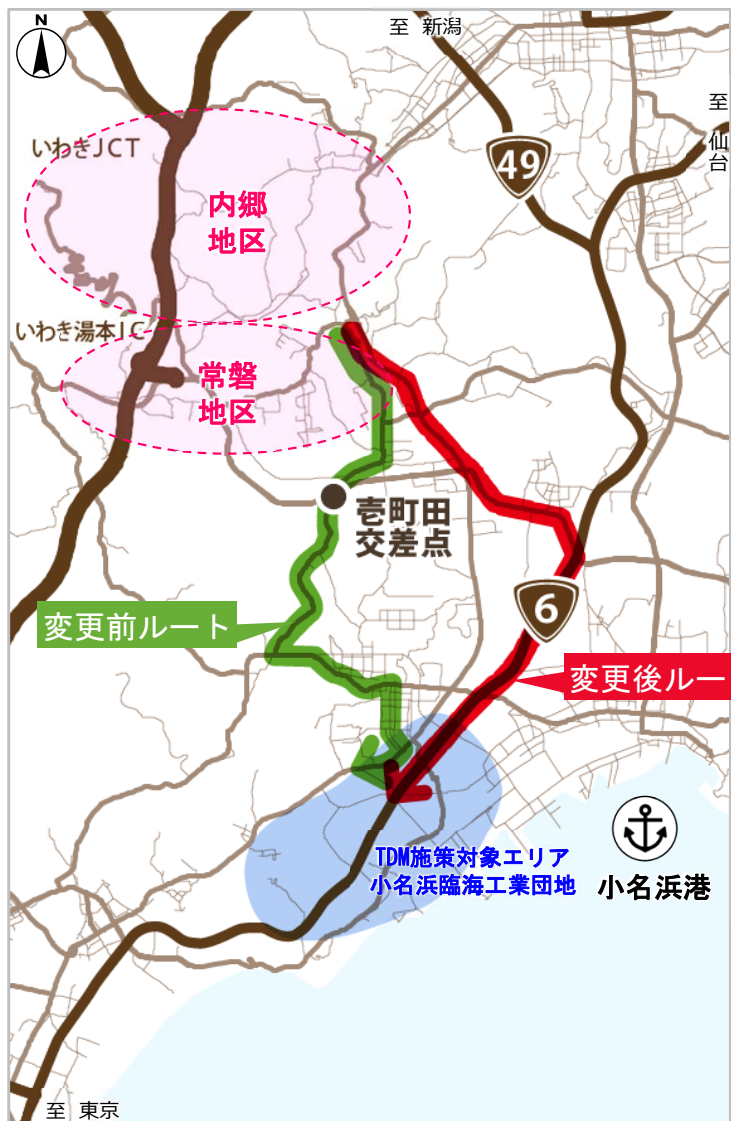 N
至 新潟
至
仙
台
いわきJCT
49
内郷
地区
いわき湯本IC
常磐
地区
壱町田
交差点
6
変更前ルート
変更後ルー
TDM施策対象エリア
小名浜臨海工業団地
小名浜港
至 東京